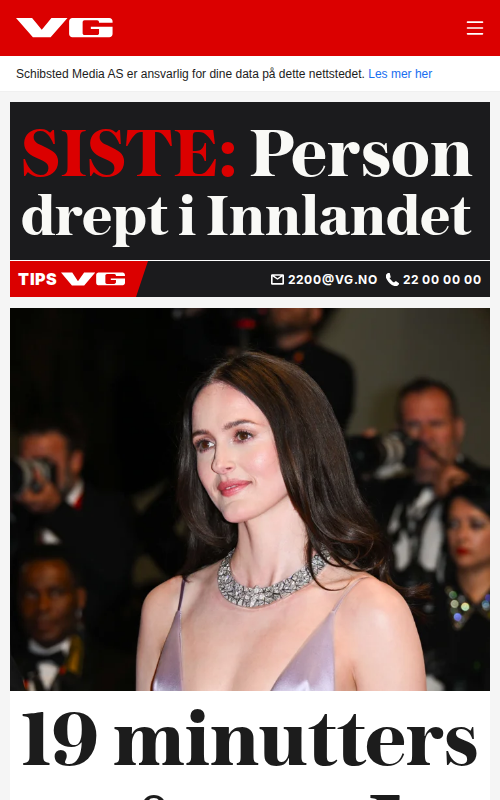 VG
Schibsted Media AS er ansvarlig for dine data på dette nettstedet. Les mer her
SISTE: Person
drept i Innlandet
TIPS VG 2200@VG.NO 22 00 00 00
19 minutters